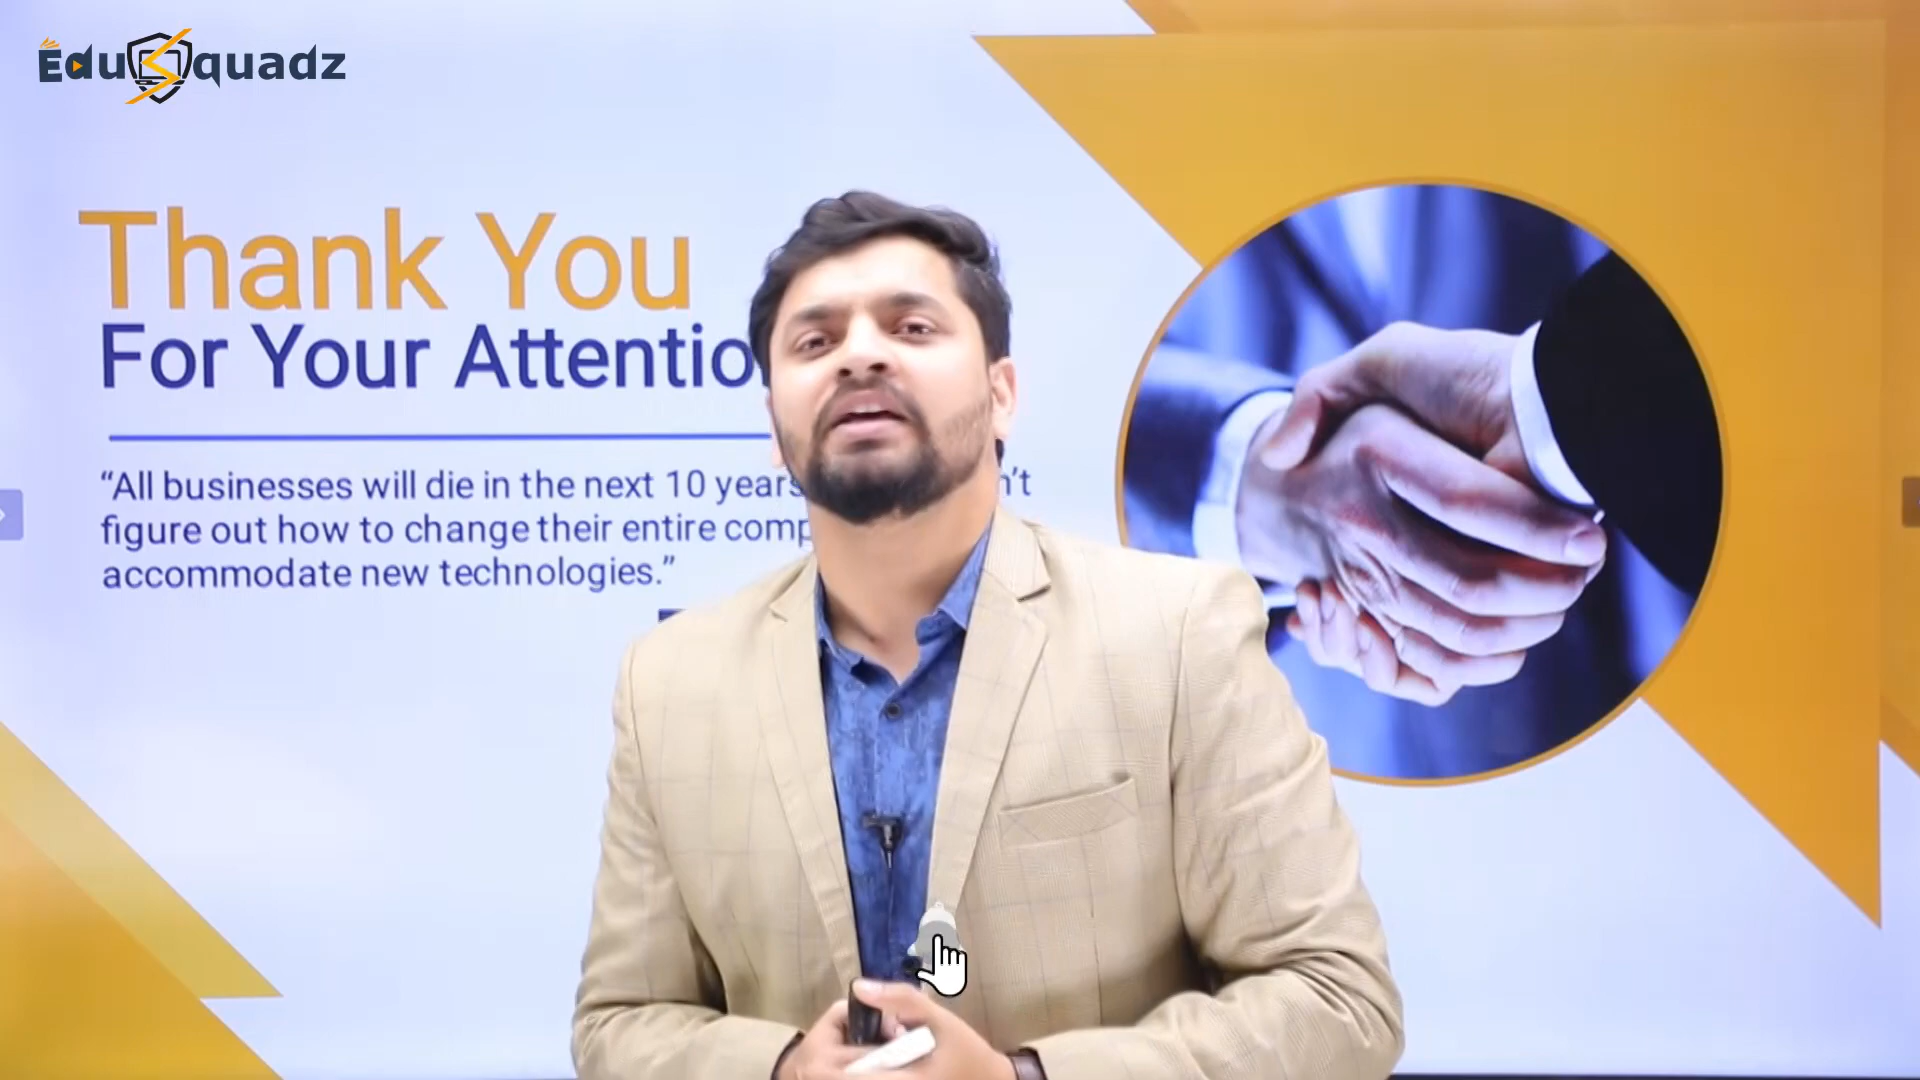 EduSquadz
Thank You
For Your Attentio
“All businesses will die in the next 10 years n’t
figure out how to change their entire comp
accommodate new technologies.”